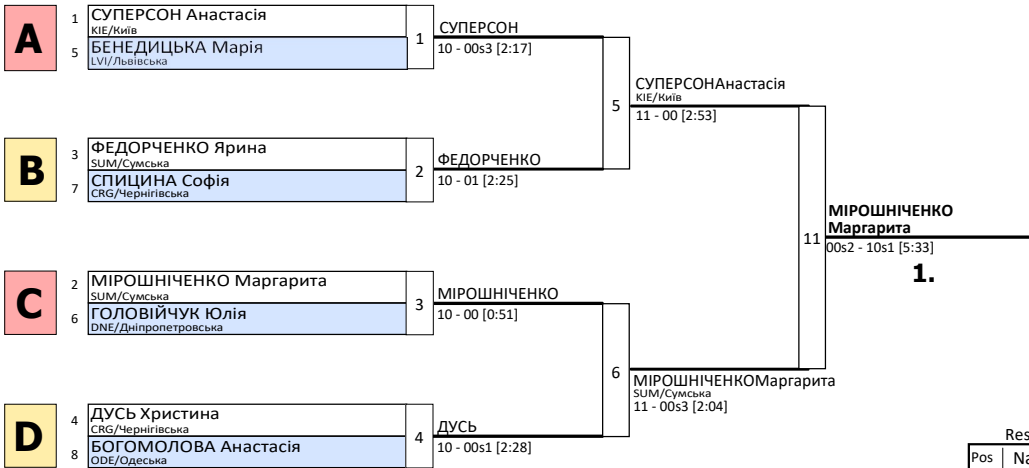 A
1 СУПЕРСОН Анастасія
KIE/Київ
5 БЕНЕДИЦЬКА Марія
LVI/Львівська
1
СУПЕРСОН
10 - 00s3 [2:17]
B
3 ФЕДОРЧЕНКО Ярина
SUM/Сумська
7 СПИЦИНА Софія
CRG/Чернігівська
2
ФЕДОРЧЕНКО
10 - 01 [2:25]
5
СУПЕРСОНАнастасія
KIE/Київ
11 - 00 [2:53]
C
2 МІРОШНІЧЕНКО Маргарита
SUM/Сумська
6 ГОЛОВІЙЧУК Юлія
DNE/Дніпропетровська
3
МІРОШНІЧЕНКО
10 - 00 [0:51]
D
4 ДУСЬ Христина
CRG/Чернігівська
8 БОГОМОЛОВА Анастасія
ODE/Одеська
4
ДУСЬ
10 - 00s1 [2:28]
6
МІРОШНІЧЕНКОМаргарита
SUM/Сумська
11 - 00s3 [2:04]
11
МІРОШНІЧЕНКО
Маргарита
00s2 - 10s1 [5:33]
1.
Res
Pos Na